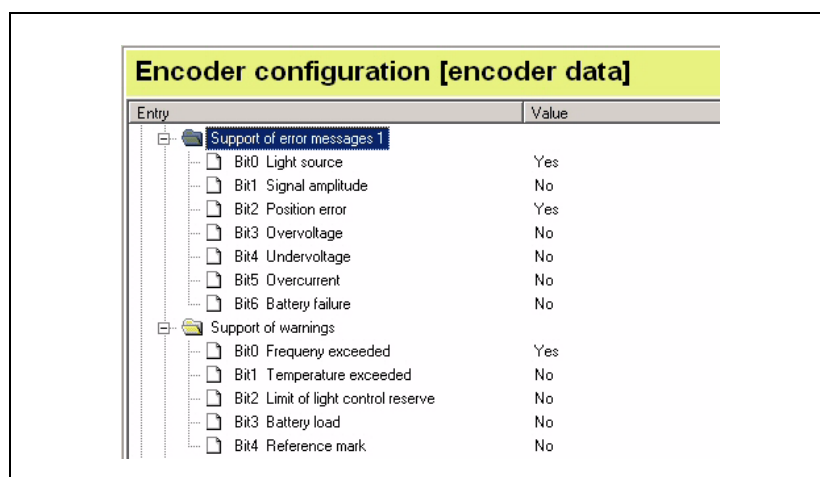 Encoder configuration [encoder data]
Entry Value
Support of error messages 1
Bit0 Light source Yes
Bit1 Signal amplitude No
Bit2 Position error Yes
Bit3 Overvoltage No
Bit4 Undervoltage No
Bit5 Overcurrent No
Bit6 Battery failure No
Support of warnings
Bit0 Frequeny exceeded Yes
Bit1 Temperature exceeded No
Bit2 Limit of light control reserve No
Bit3 Battery load No
Bit4 Reference mark No